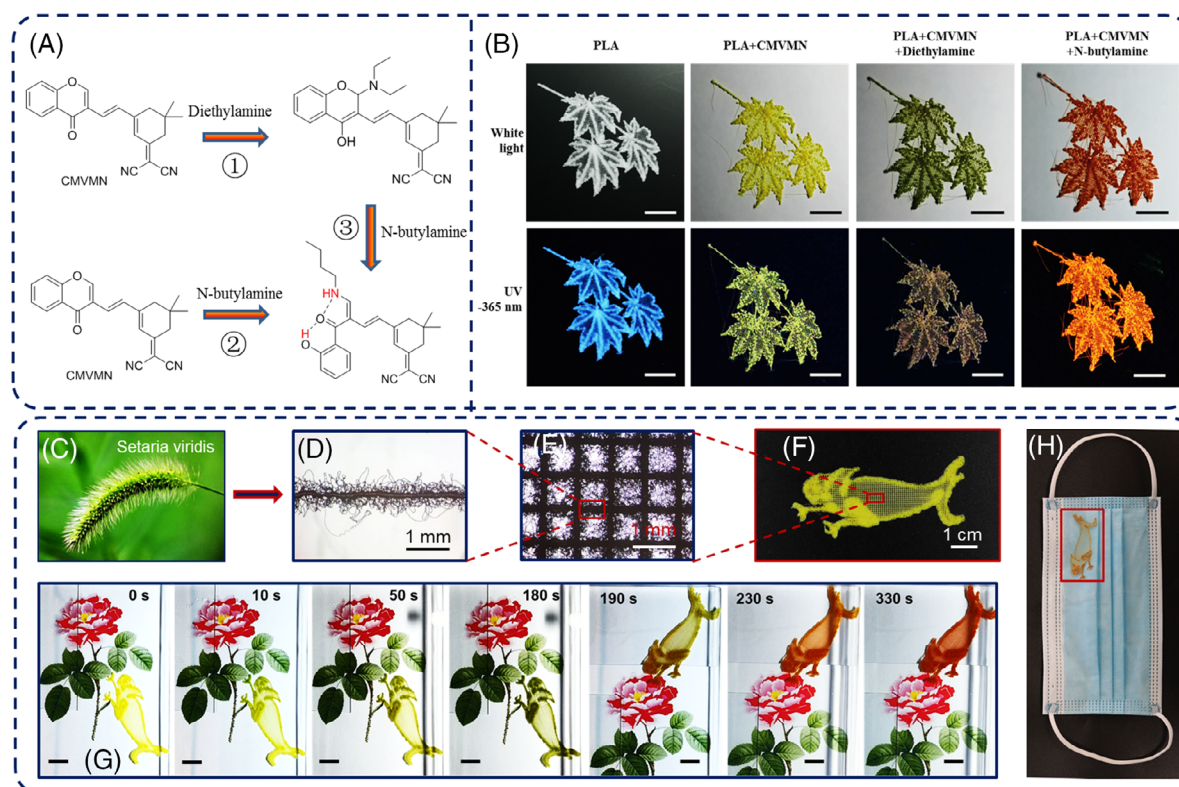 (A)
O
O
CMVMN
NC
CN
Diethylamine
①
N
O
OH
NC
CN
③
N-butylamine
O
O
CMVMN
NC
CN
N-butylamine
②
HN
O
H
O
NC
CN
(B)
PLA
PLA+CMVMN
PLA+CMVMN
+Diethylamine
PLA+CMVMN
+N-butylamine
White
light
UV
-365 nm
(C)
Setaria viridis
(D)
1 mm
(E)
1 mm
(F)
1 cm
(G)
0 s
10 s
50 s
180 s
190 s
230 s
330 s
(H)